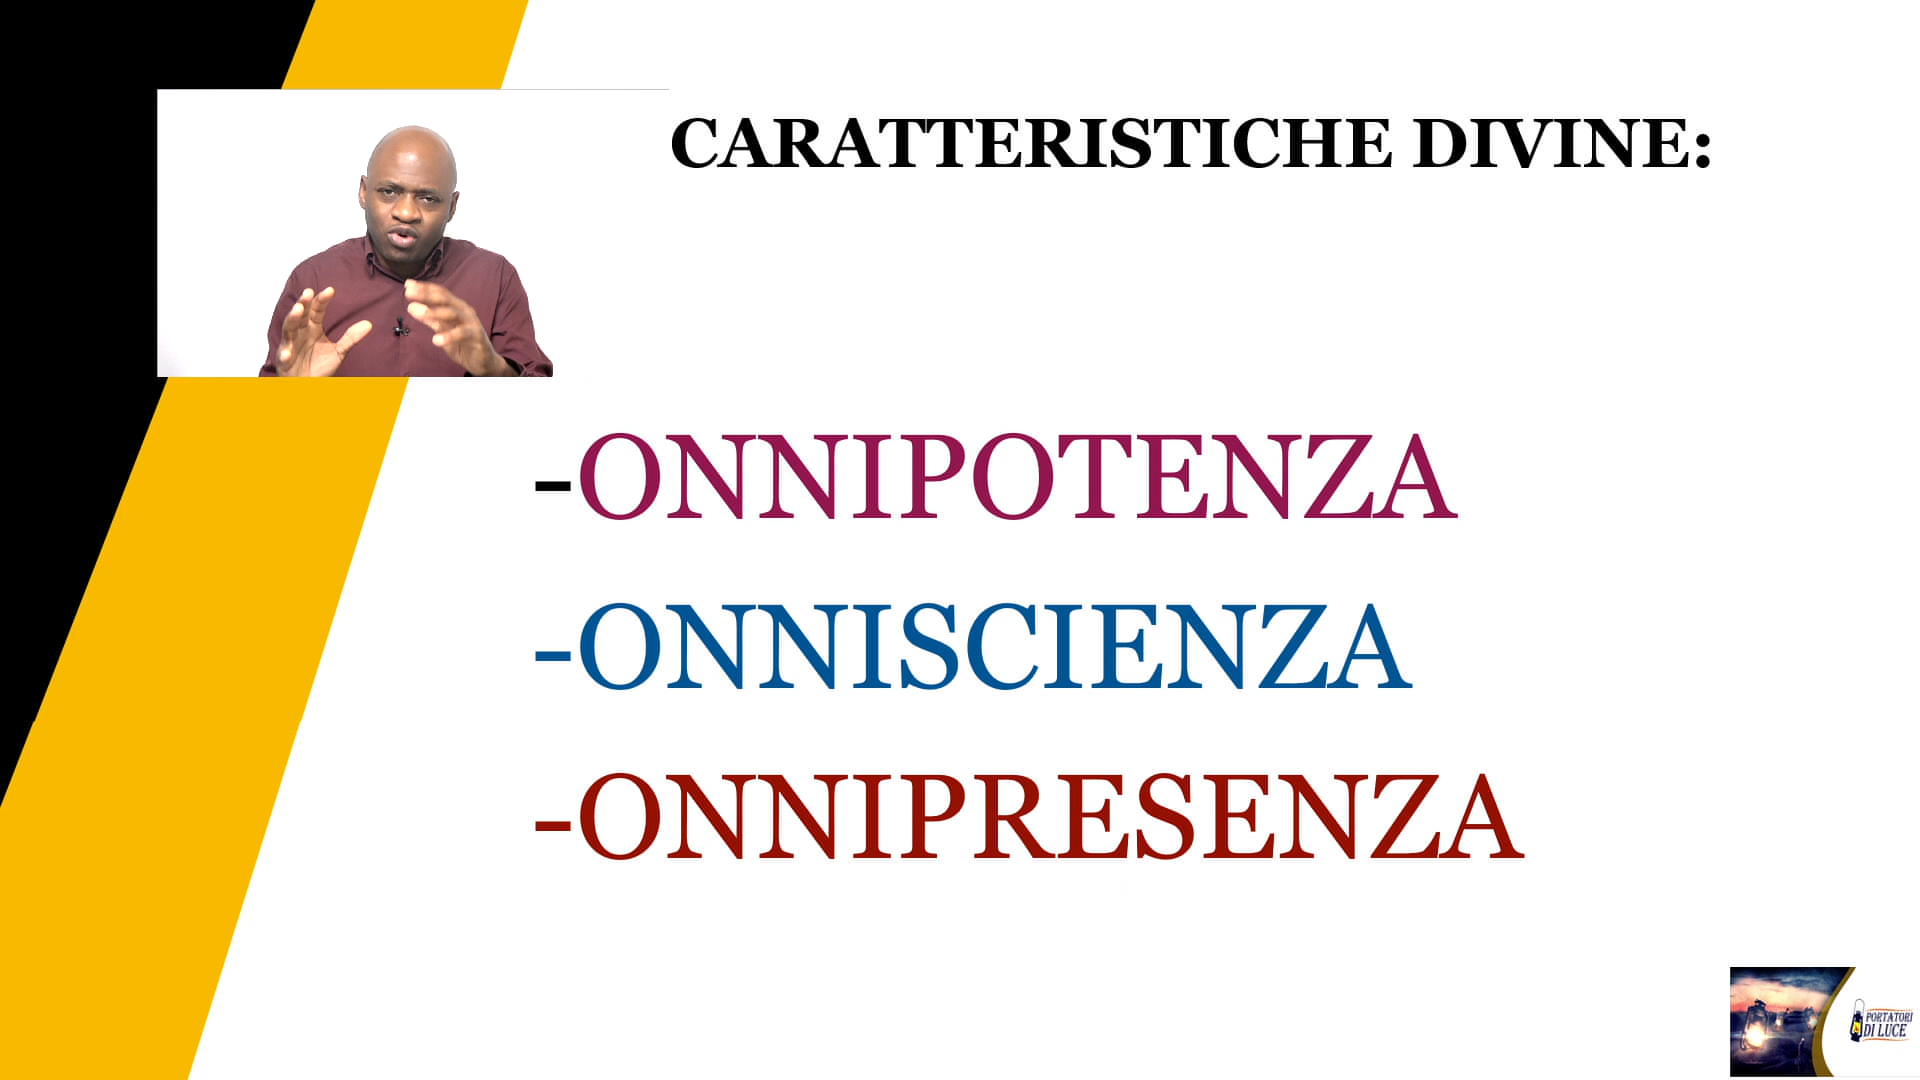 CARATTERISTICHE DIVINE:
-ONNIPOTENZA
-ONNISCIENZA
-ONNIPRESENZA
PORTATORI
DI LUCE